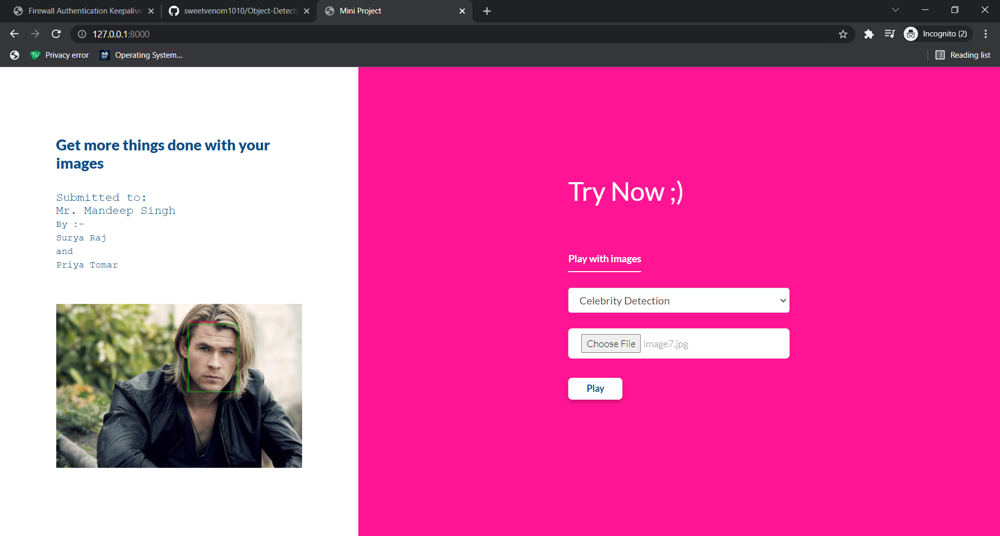 Firewall Authentication Keepalive
sweetvenom1010/Object-Detecti
Mini Project
127.0.0.1:8000
Incognito (2)
Privacy error
Operating System...
Reading list
Get more things done with your
images
Submitted to:
Mr. Mandeep Singh
By :-
Surya Raj
and
Priya Tomar
Try Now ;)
Play with images
Celebrity Detection
Choose File image7.jpg
Play